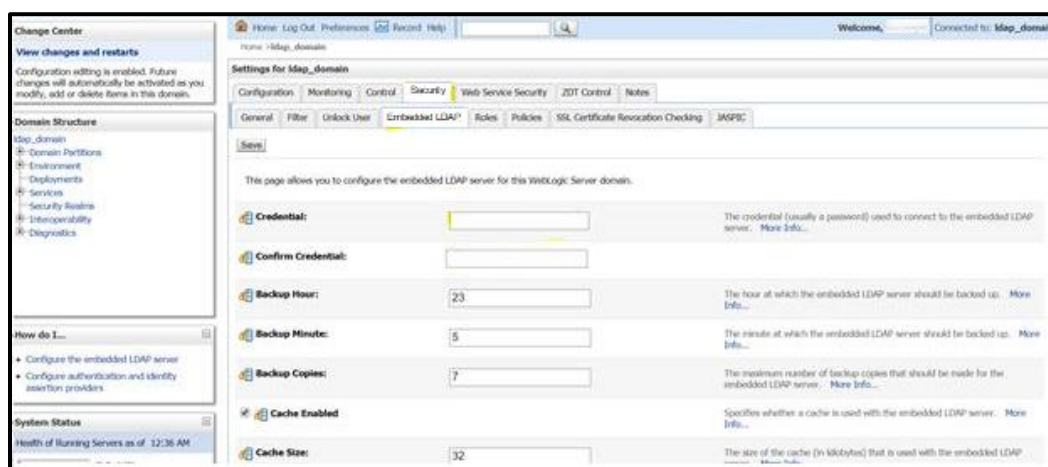 Change Center
View changes and restarts
Configuration editing is enabled. Future
changes will automatically be activated as you
modify, add or delete items in this domain.
Domain Structure
ldap_domain
Domain Partitions
Environment
Deployments
Services
Security Realms
Interoperability
Diagnostics
How do I...
Configure the embedded LDAP server
Configure authentication and identity
assertion providers
System Status
Health of Running Servers as of 12:36 AM
Home Log Out Preferences Record Help
Welcome,
Connected to: ldap_domai
Home >ldap_domain
Settings for ldap_domain
Configuration Monitoring Control Security Web Service Security ZDT Control Notes
General Filter Unlock User Embedded LDAP Roles Policies SSL Certificate Revocation Checking JASPIC
Save
This page allows you to configure the embedded LDAP server for this WebLogic Server domain.
Credential:
The credential (usually a password) used to connect to the embedded LDAP
server. More Info...
Confirm Credential:
Backup Hour: 23
The hour at which the embedded LDAP server should be backed up. More
Info...
Backup Minute: 5
The minute at which the embedded LDAP server should be backed up. More
Info...
Backup Copies: 7
The maximum number of backup copies that should be made for the
embedded LDAP server. More Info...
Cache Enabled
Specifies whether a cache is used with the embedded LDAP server. More
Info...
Cache Size: 32
The size of the cache (in kilobytes) that is used with the embedded LDAP